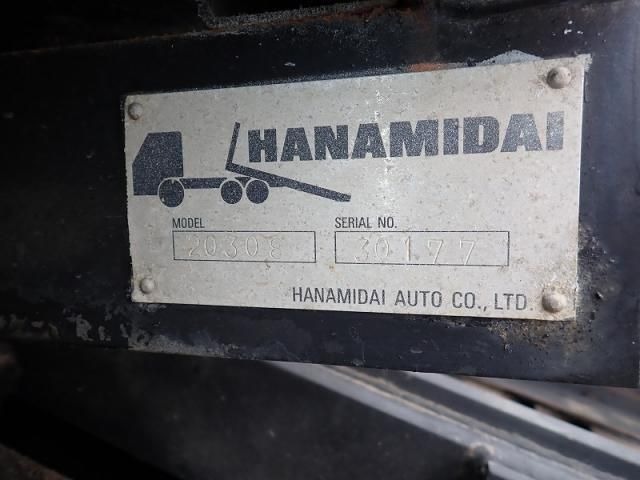 HANAMIDAI
MODEL SERIAL NO.
20308 30177
HANAMIDAI AUTO CO., LTD.